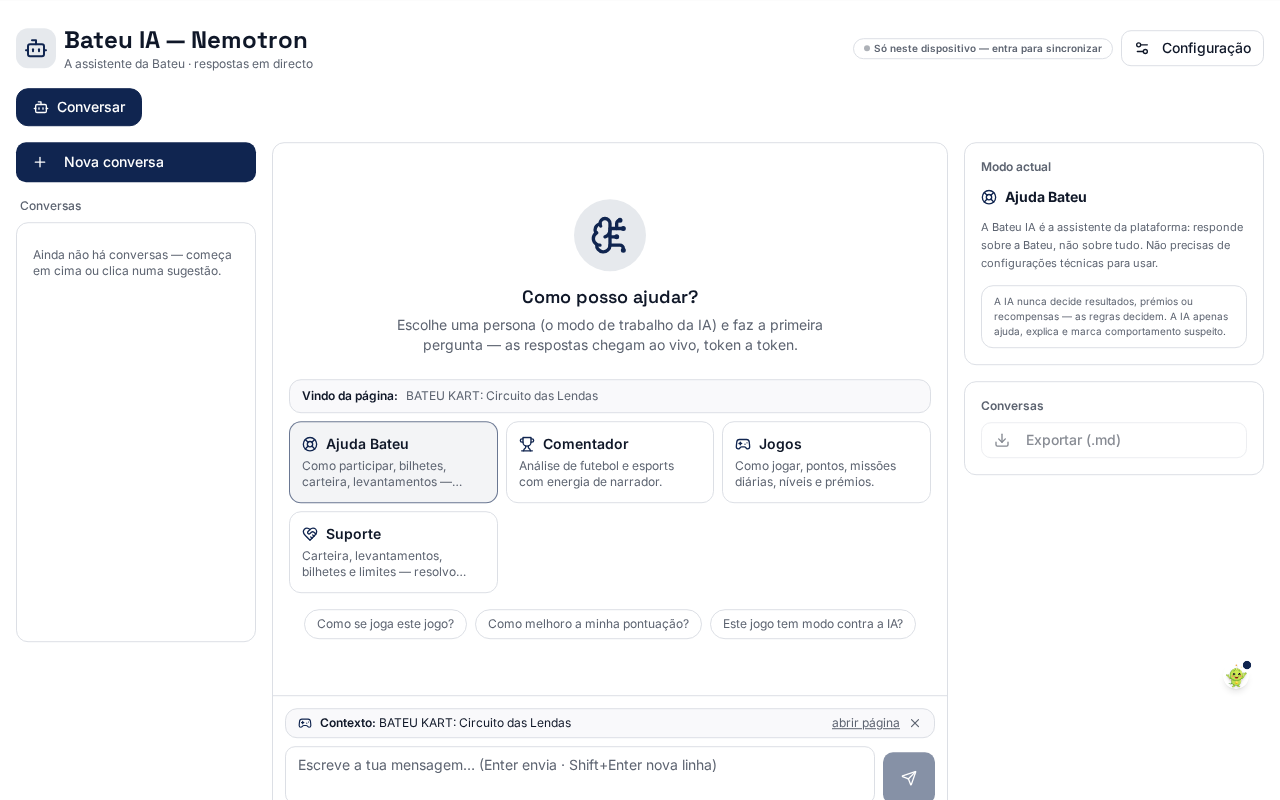 Bateu IA — Nemotron
A assistente da Bateu · respostas em directo
Só neste dispositivo — entra para sincronizar
Configuração
Conversar
Nova conversa
Conversas
Ainda não há conversas — começa
em cima ou clica numa sugestão.
Como posso ajudar?
Escolhe uma persona (o modo de trabalho da IA) e faz a primeira
pergunta — as respostas chegam ao vivo, token a token.
Vindo da página: BATEU KART: Circuito das Lendas
Ajuda Bateu
Como participar, bilhetes,
carteira, levantamentos —...
Comentador
Análise de futebol e esports
com energia de narrador.
Jogos
Como jogar, pontos, missões
diárias, níveis e prémios.
Suporte
Carteira, levantamentos,
bilhetes e limites — resolvo...
Como se joga este jogo?
Como melhoro a minha pontuação?
Este jogo tem modo contra a IA?
Contexto: BATEU KART: Circuito das Lendas
abrir página
Escreve a tua mensagem... (Enter envia · Shift+Enter nova linha)
Modo actual
Ajuda Bateu
A Bateu IA é a assistente da plataforma: responde
sobre a Bateu, não sobre tudo. Não precisas de
configurações técnicas para usar.
A IA nunca decide resultados, prémios ou
recompensas — as regras decidem. A IA apenas
ajuda, explica e marca comportamento suspeito.
Conversas
Exportar (.md)